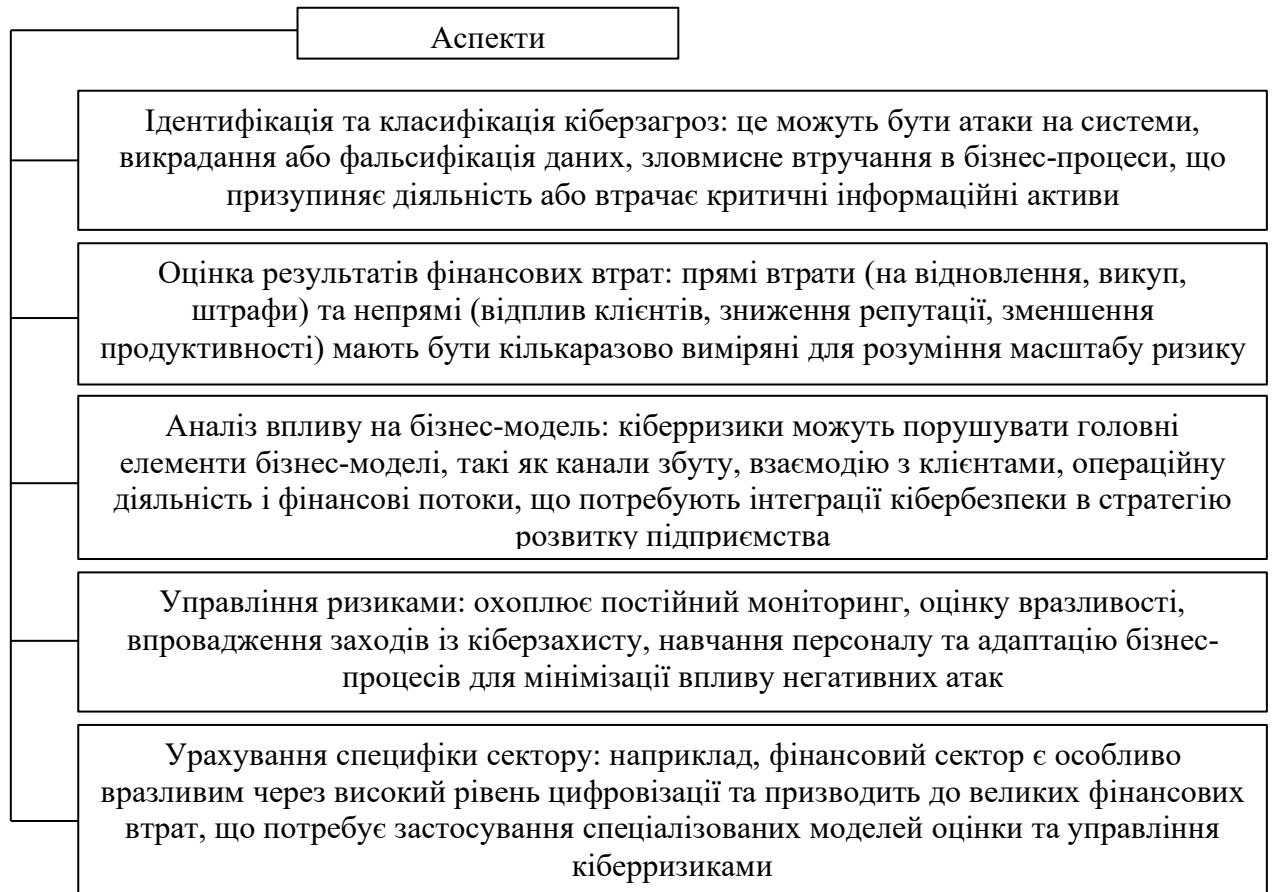 Аспекти
Ідентифікація та класифікація кіберзагроз: це можуть бути атаки на системи,
викрадання або фальсифікація даних, зловмисне втручання в бізнес-процеси, що
призупиняє діяльність або втрачає критичні інформаційні активи
Оцінка результатів фінансових втрат: прямі втрати (на відновлення, викуп,
штрафи) та непрямі (відплив клієнтів, зниження репутації, зменшення
продуктивності) мають бути кількаразово виміряні для розуміння масштабу ризику
Аналіз впливу на бізнес-модель: кіберризики можуть порушувати головні
елементи бізнес-моделі, такі як канали збуту, взаємодію з клієнтами, операційну
діяльність і фінансові потоки, що потребують інтеграції кібербезпеки в стратегію
розвитку підприємства
Управління ризиками: охоплює постійний моніторинг, оцінку вразливості,
впровадження заходів із кіберзахисту, навчання персоналу та адаптацію бізнес-
процесів для мінімізації впливу негативних атак
Урахування специфіки сектору: наприклад, фінансовий сектор є особливо
вразливим через високий рівень цифровізації та призводить до великих фінансових
втрат, що потребує застосування спеціалізованих моделей оцінки та управління
кіберризиками